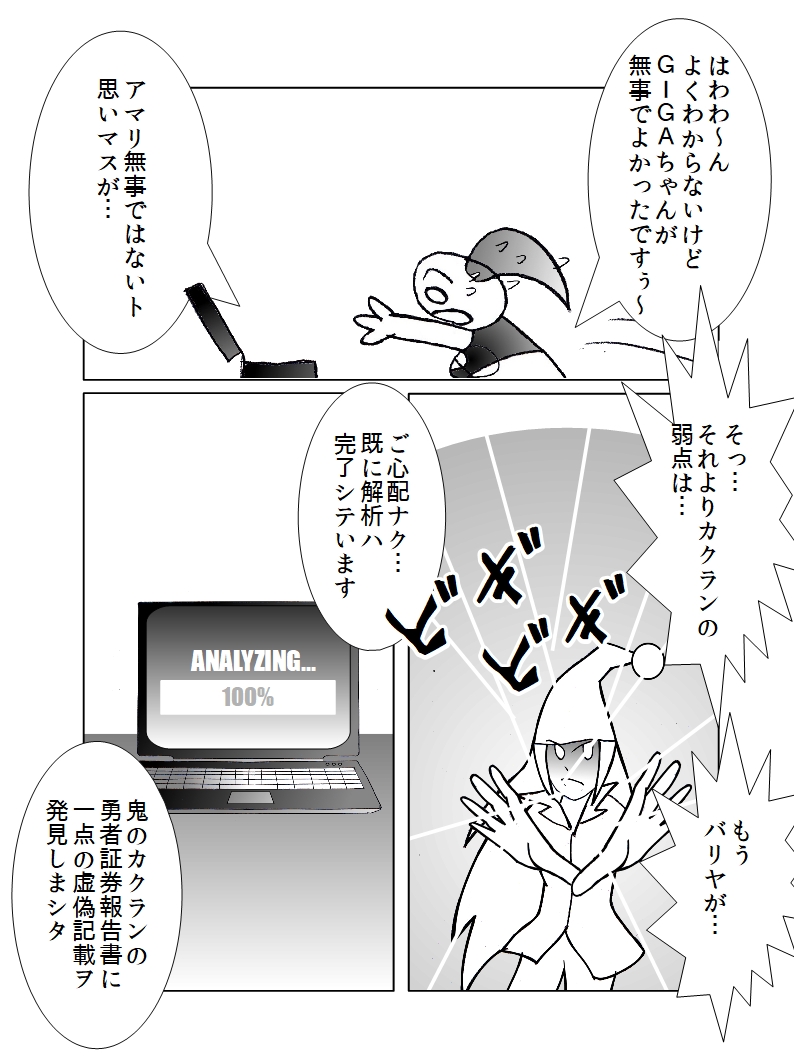 はわわ～ん
よくわからないけど
ＧＩＧＡちゃんが
無事でよかったですぅ～
アマリ無事ではないト
思いマスが…
そっ…
それよりカクランの
弱点は…
ビギ
ビギ
もう
バリヤが…
ご心配ナク…
既に解析ハ
完了シテいます
ANALYZING...
100%
鬼のカクランの
勇者証券報告書に
一点の虚偽記載ヲ
発見しまシタ